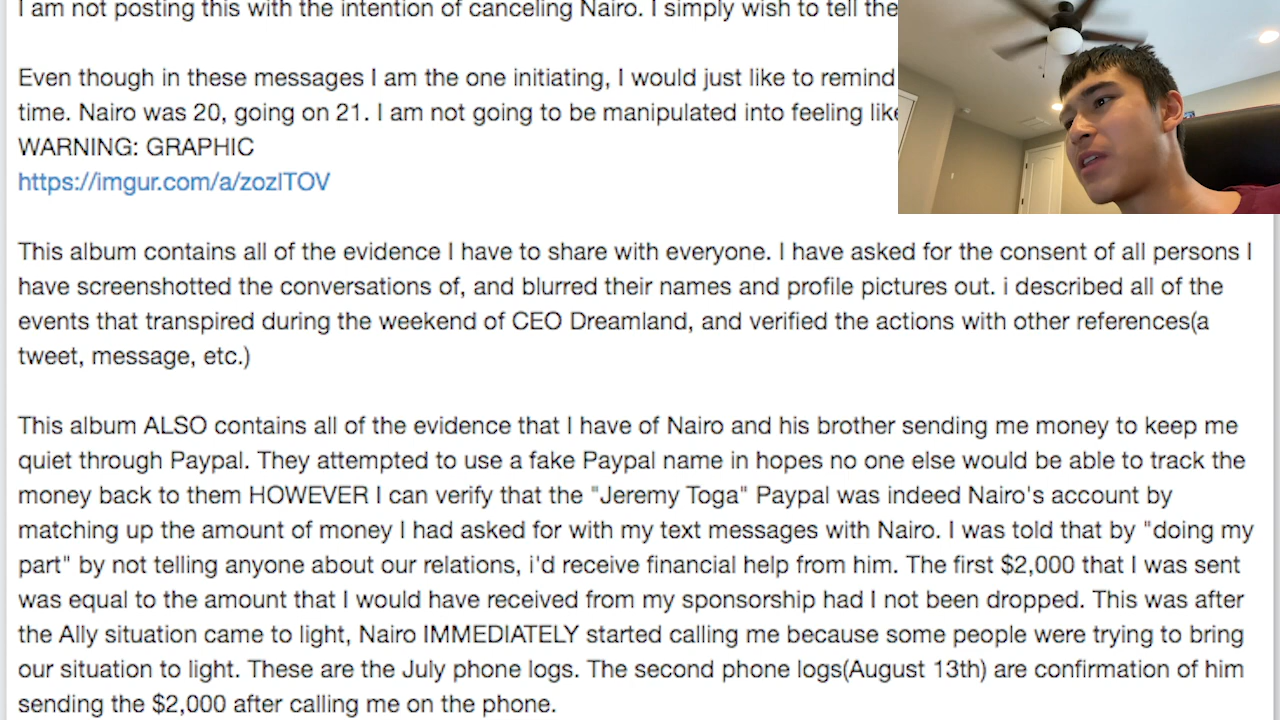 I am not posting this with the intention of canceling Nairo. I simply wish to tell the
Even though in these messages I am the one initiating, I would just like to remind
time. Nairo was 20, going on 21. I am not going to be manipulated into feeling like
WARNING: GRAPHIC
https://imgur.com/a/zozlTOV
This album contains all of the evidence I have to share with everyone. I have asked for the consent of all persons I
have screenshotted the conversations of, and blurred their names and profile pictures out. i described all of the
events that transpired during the weekend of CEO Dreamland, and verified the actions with other references(a
tweet, message, etc.)
This album ALSO contains all of the evidence that I have of Nairo and his brother sending me money to keep me
quiet through Paypal. They attempted to use a fake Paypal name in hopes no one else would be able to track the
money back to them HOWEVER I can verify that the "Jeremy Toga" Paypal was indeed Nairo's account by
matching up the amount of money I had asked for with my text messages with Nairo. I was told that by "doing my
part" by not telling anyone about our relations, i'd receive financial help from him. The first $2,000 that I was sent
was equal to the amount that I would have received from my sponsorship had I not been dropped. This was after
the Ally situation came to light, Nairo IMMEDIATELY started calling me because some people were trying to bring
our situation to light. These are the July phone logs. The second phone logs(August 13th) are confirmation of him
sending the $2,000 after calling me on the phone.